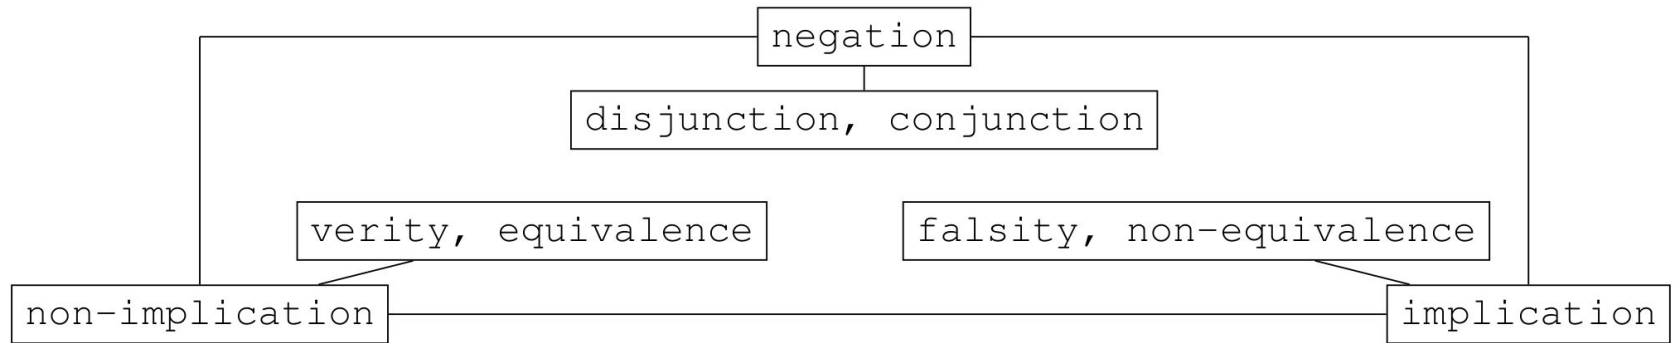 negation
disjunction, conjunction
verity, equivalence
falsity, non-equivalence
non-implication
implication